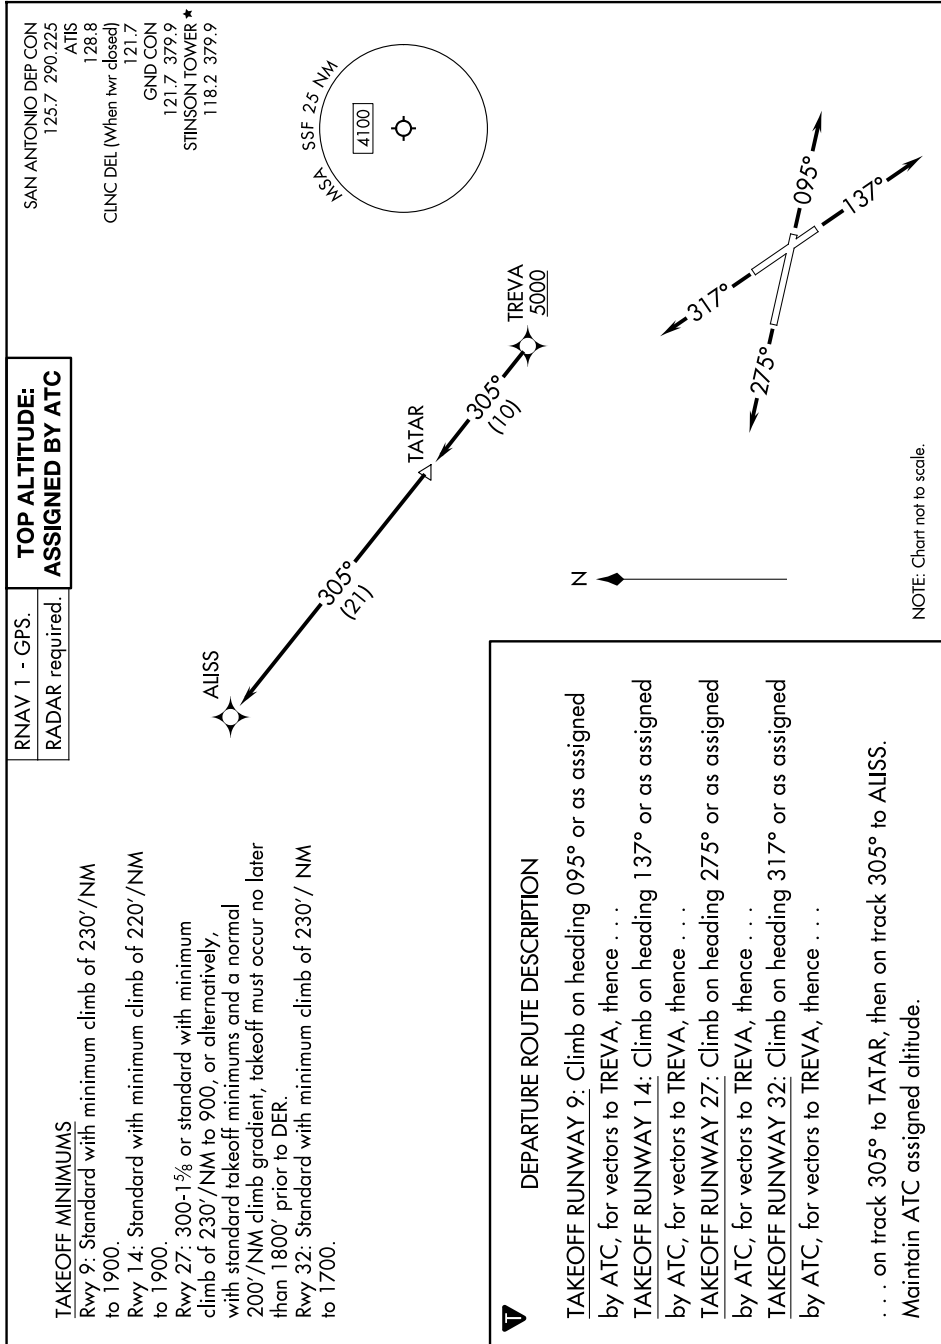 RNAV 1 - GPS.
RADAR required.
TOP ALTITUDE:
ASSIGNED BY ATC
SAN ANTONIO DEP CON
125.7 290.225
ATIS
128.8
CLNC DEL (When twr closed)
121.7
GND CON
121.7 379.9
STINSON TOWER★
118.2 379.9
TAKEOFF MINIMUMS
Rwy 9: Standard with minimum climb of 230'/NM
to 1900.
Rwy 14: Standard with minimum climb of 220'/NM
to 1900.
Rwy 27: 300-1⅝ or standard with minimum
climb of 230'/NM to 900, or alternatively,
with standard takeoff minimums and a normal
200'/NM climb gradient, takeoff must occur no later
than 1800' prior to DER.
Rwy 32: Standard with minimum climb of 230'/ NM
to 1700.
MSA SSF 25 NM
4100
ALISS
305°
(21)
TATAR
305°
(10)
TREVA
5000
N
317°
095°
275°
137°
NOTE: Chart not to scale.
T
DEPARTURE ROUTE DESCRIPTION
TAKEOFF RUNWAY 9: Climb on heading 095° or as assigned
by ATC, for vectors to TREVA, thence . . .
TAKEOFF RUNWAY 14: Climb on heading 137° or as assigned
by ATC, for vectors to TREVA, thence . . .
TAKEOFF RUNWAY 27: Climb on heading 275° or as assigned
by ATC, for vectors to TREVA, thence . . .
TAKEOFF RUNWAY 32: Climb on heading 317° or as assigned
by ATC, for vectors to TREVA, thence . . .
. . . on track 305° to TATAR, then on track 305° to ALISS.
Maintain ATC assigned altitude.